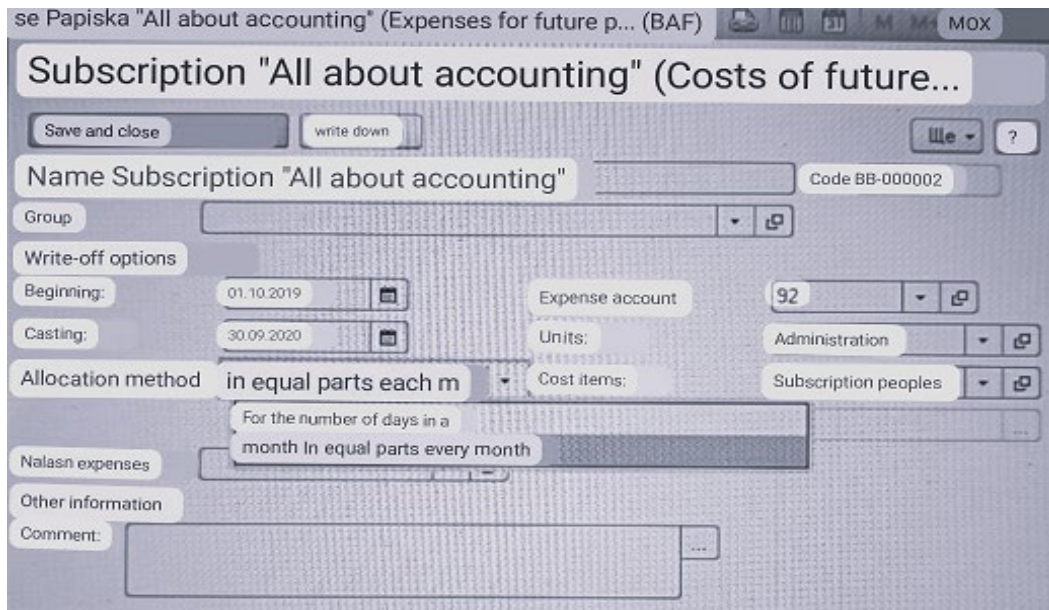 se Papiska "All about accounting" (Expenses for future p... (BAF) M M+ MOX
Subscription "All about accounting" (Costs of future...
Save and close write down Ще ?
Name Subscription "All about accounting" Code BB-000002
Group
Write-off options
Beginning: 01.10.2019 Expense account 92
Casting: 30.09.2020 Units: Administration
Allocation method in equal parts each m Cost items: Subscription peoples
For the number of days in a
month In equal parts every month
Nalasn expenses
Other information
Comment: